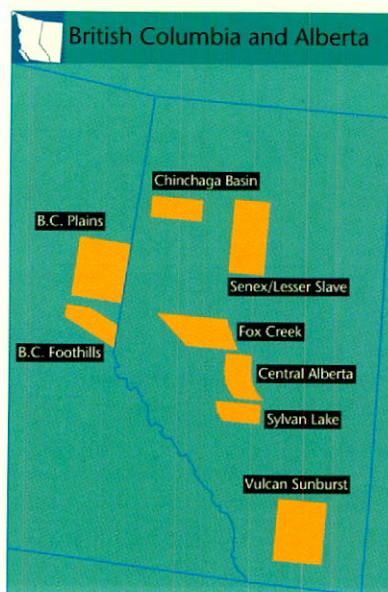 British Columbia and Alberta
Chinchaga Basin
B.C. Plains
Senex/Lesser Slave
Fox Creek
B.C. Foothills
Central Alberta
Sylvan Lake
Vulcan Sunburst